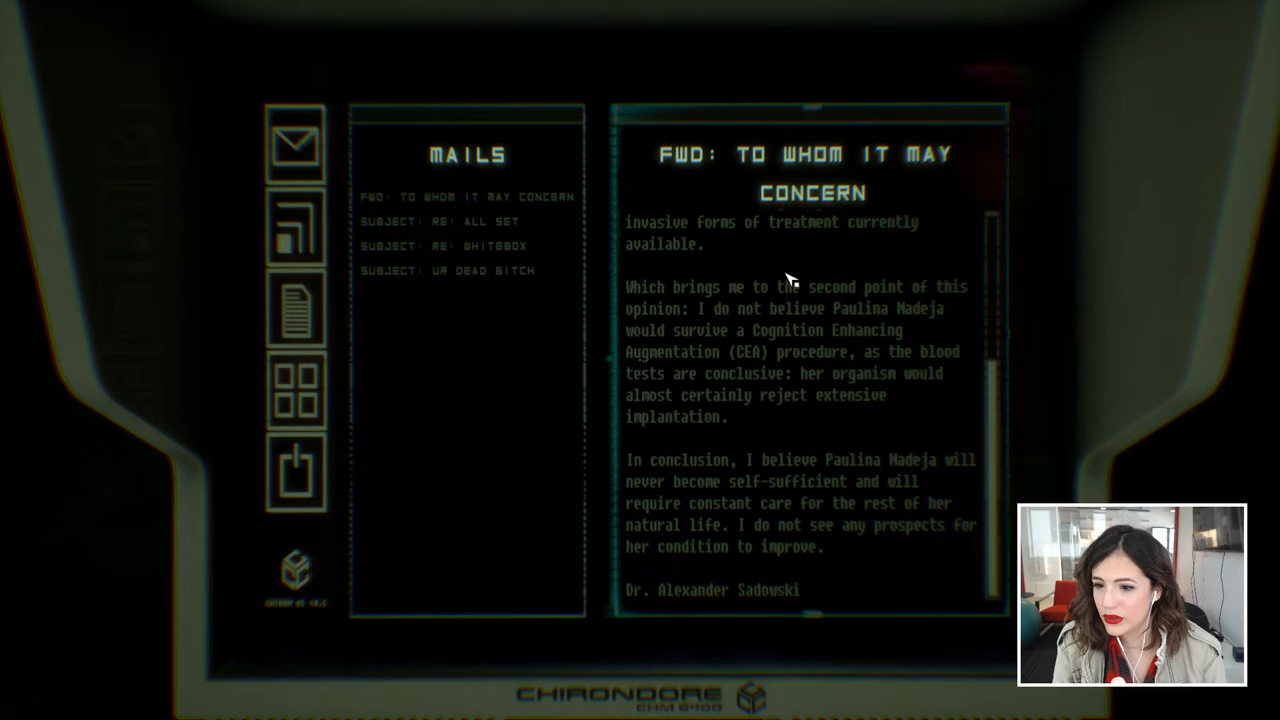 MAILS
FWD: TO WHOM IT MAY CONCERN
SUBJECT: RE: ALL SET
SUBJECT: RE: WHITEBOX
SUBJECT: UR DEAD BITCH
FWD: TO WHOM IT MAY
CONCERN
invasive forms of treatment currently
available.
Which brings me to the second point of this
opinion: I do not believe Paulina Madeja
would survive a Cognition Enhancing
Augmentation (CEA) procedure, as the blood
tests are conclusive: her organism would
almost certainly reject extensive
implantation.
In conclusion, I believe Paulina Madeja will
never become self-sufficient and will
require constant care for the rest of her
natural life. I do not see any prospects for
her condition to improve.
Dr. Alexander Sadowski
CHIRONDORE
CHM 6400